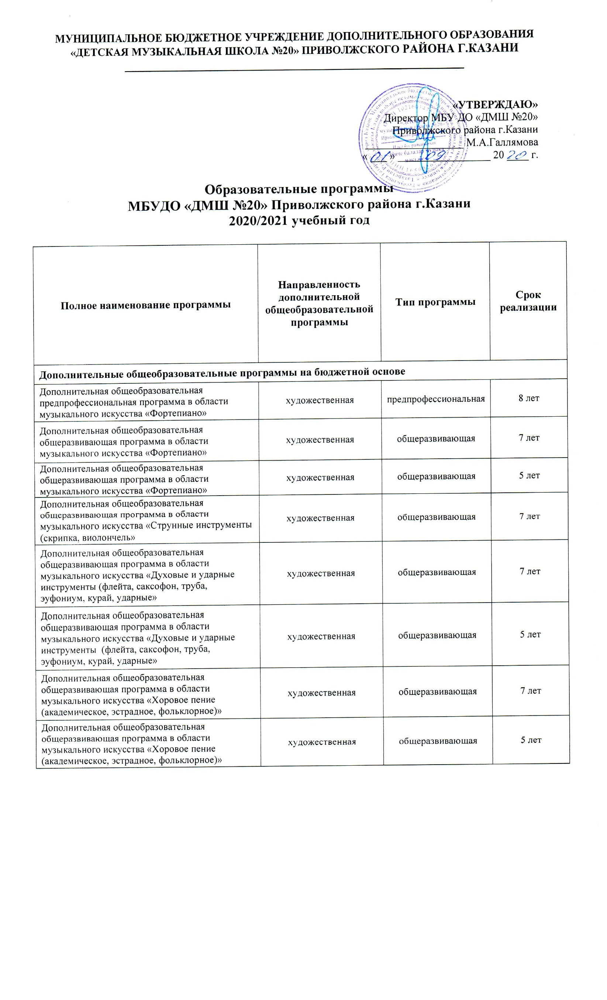 МУНИЦИПАЛЬНОЕ БЮДЖЕТНОЕ УЧРЕЖДЕНИЕ ДОПОЛНИТЕЛЬНОГО ОБРАЗОВАНИЯ
«ДЕТСКАЯ МУЗЫКАЛЬНАЯ ШКОЛА №20» ПРИВОЛЖСКОГО РАЙОНА Г.КАЗАНИ
«УТВЕРЖДАЮ»
Директор МБУ ДО «ДМШ №20»
Приволжского района г.Казани
М.А.Галлямова
« 01 » 09 20 20 г.
Образовательные программы
МБУДО «ДМШ №20» Приволжского района г.Казани
2020/2021 учебный год
Полное наименование программы
Направленность
дополнительной
общеобразовательной
программы
Тип программы
Срок
реализации
Дополнительные общеобразовательные программы на бюджетной основе
Дополнительная общеобразовательная
предпрофессиональная программа в области
музыкального искусства «Фортепиано»
художественная
предпрофессиональная
8 лет
Дополнительная общеобразовательная
общеразвивающая программа в области
музыкального искусства «Фортепиано»
художественная
общеразвивающая
7 лет
Дополнительная общеобразовательная
общеразвивающая программа в области
музыкального искусства «Фортепиано»
художественная
общеразвивающая
5 лет
Дополнительная общеобразовательная
общеразвивающая программа в области
музыкального искусства «Струнные инструменты
(скрипка, виолончель»
художественная
общеразвивающая
7 лет
Дополнительная общеобразовательная
общеразвивающая программа в области
музыкального искусства «Духовые и ударные
инструменты (флейта, саксофон, труба,
эуфониум, курай, ударные»
художественная
общеразвивающая
7 лет
Дополнительная общеобразовательная
общеразвивающая программа в области
музыкального искусства «Духовые и ударные
инструменты (флейта, саксофон, труба,
эуфониум, курай, ударные»
художественная
общеразвивающая
5 лет
Дополнительная общеобразовательная
общеразвивающая программа в области
музыкального искусства «Хоровое пение
(академическое, эстрадное, фольклорное)»
художественная
общеразвивающая
7 лет
Дополнительная общеобразовательная
общеразвивающая программа в области
музыкального искусства «Хоровое пение
(академическое, эстрадное, фольклорное)»
художественная
общеразвивающая
5 лет